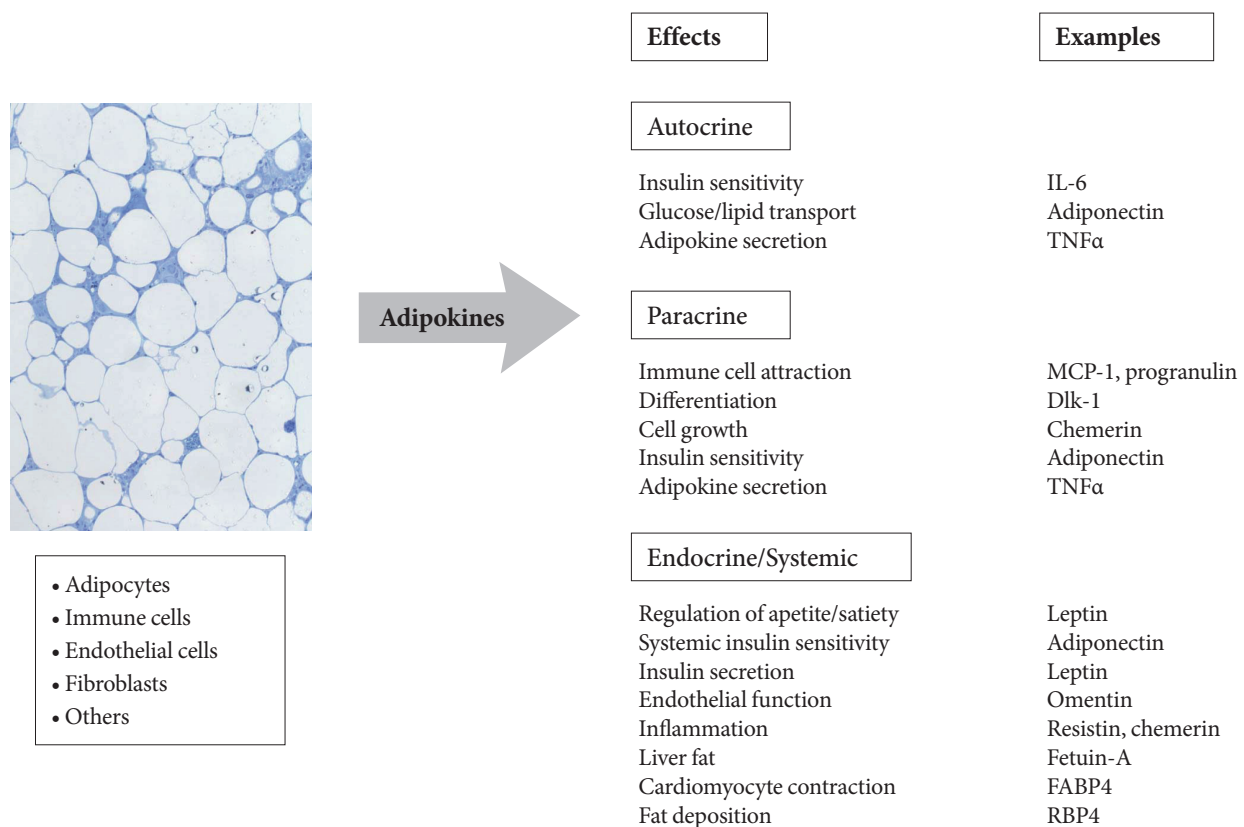 Effects Examples
Autocrine
Insulin sensitivity IL-6
Glucose/lipid transport Adiponectin
Adipokine secretion TNFα
Adipokines
Paracrine
Immune cell attraction MCP-1, progranulin
Differentiation Dlk-1
Cell growth Chemerin
Insulin sensitivity Adiponectin
Adipokine secretion TNFα
• Adipocytes
• Immune cells
• Endothelial cells
• Fibroblasts
• Others
Endocrine/Systemic
Regulation of apetite/satiety Leptin
Systemic insulin sensitivity Adiponectin
Insulin secretion Leptin
Endothelial function Omentin
Inflammation Resistin, chemerin
Liver fat Fetuin-A
Cardiomyocyte contraction FABP4
Fat deposition RBP4